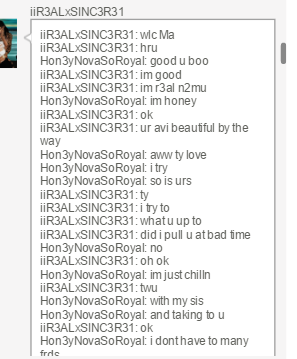 iiR3ALxSINC3R31
iiR3ALxSINC3R31: wlc Ma
iiR3ALxSINC3R31: hru
Hon3yNovaSoRoyal: good u boo
iiR3ALxSINC3R31: im good
iiR3ALxSINC3R31: im r3al n2mu
Hon3yNovaSoRoyal: im honey
iiR3ALxSINC3R31: ok
iiR3ALxSINC3R31: ur avi beautiful by the
way
Hon3yNovaSoRoyal: aww ty love
Hon3yNovaSoRoyal: i try
Hon3yNovaSoRoyal: so is urs
iiR3ALxSINC3R31: ty
iiR3ALxSINC3R31: i try to
iiR3ALxSINC3R31: what u up to
iiR3ALxSINC3R31: did i pull u at bad time
Hon3yNovaSoRoyal: no
iiR3ALxSINC3R31: oh ok
Hon3yNovaSoRoyal: im just chilln
iiR3ALxSINC3R31: twu
Hon3yNovaSoRoyal: with my sis
Hon3yNovaSoRoyal: and taking to u
iiR3ALxSINC3R31: ok
Hon3yNovaSoRoyal: i dont have to many
frds